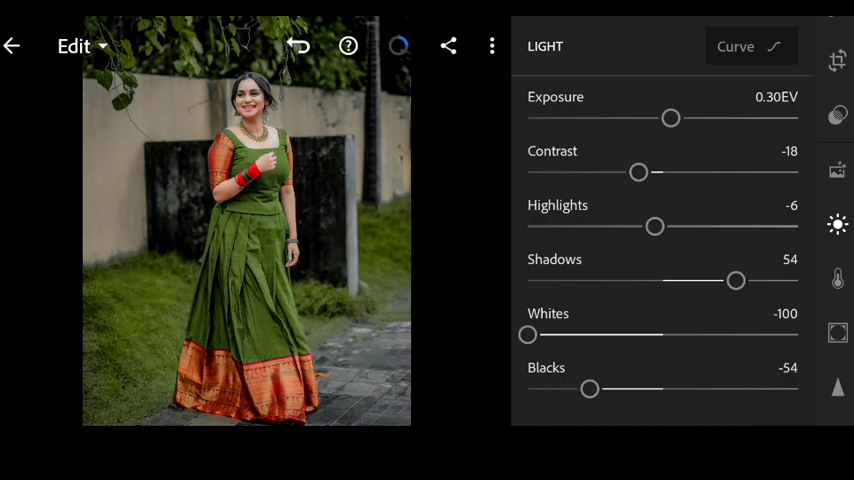 Edit
LIGHT
Curve
Exposure 0.30EV
Contrast -18
Highlights -6
Shadows 54
Whites -100
Blacks -54